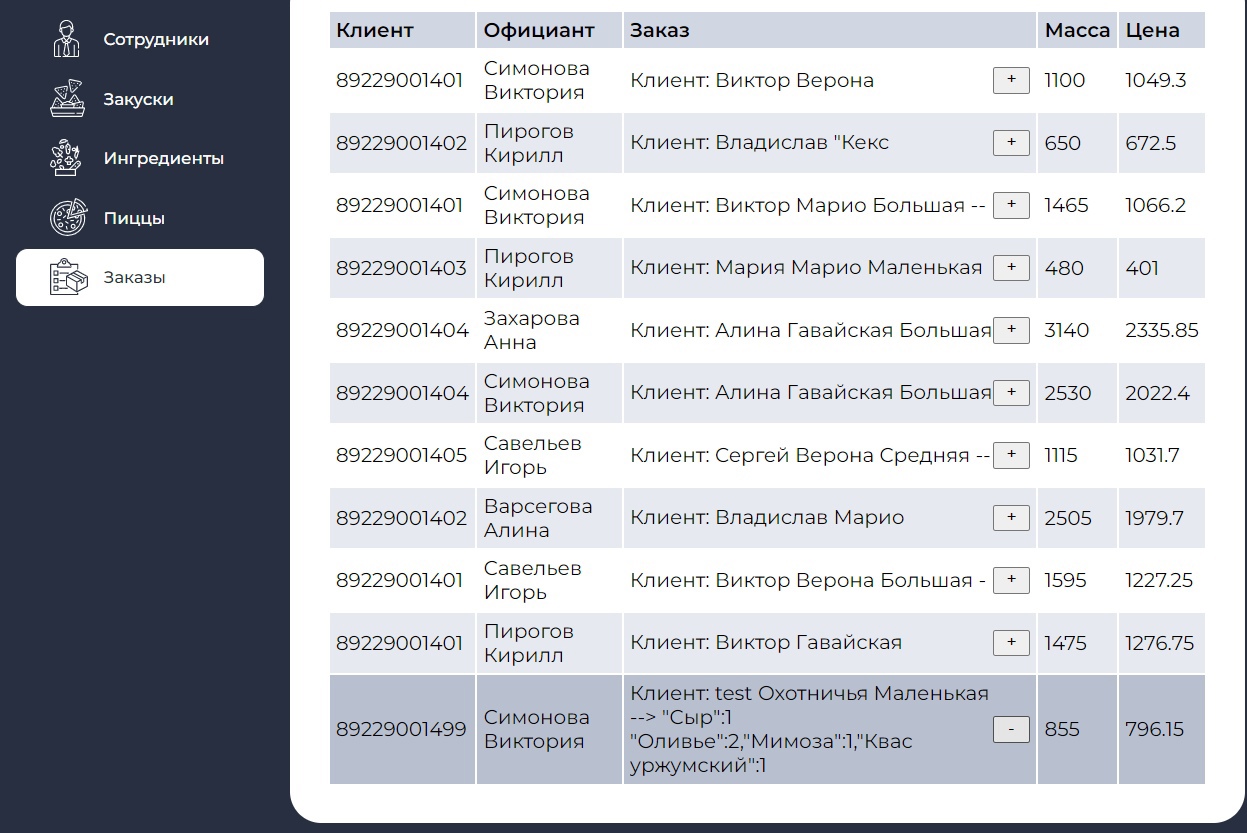 Сотрудники
Закуски
Ингредиенты
Пиццы
Заказы
Клиент Официант Заказ Масса Цена
89229001401 Симонова Виктория Клиент: Виктор Верона + 1100 1049.3
89229001402 Пирогов Кирилл Клиент: Владислав "Кекс + 650 672.5
89229001401 Симонова Виктория Клиент: Виктор Марио Большая -- + 1465 1066.2
89229001403 Пирогов Кирилл Клиент: Мария Марио Маленькая + 480 401
89229001404 Захарова Анна Клиент: Алина Гавайская Большая + 3140 2335.85
89229001404 Симонова Виктория Клиент: Алина Гавайская Большая + 2530 2022.4
89229001405 Савельев Игорь Клиент: Сергей Верона Средняя -- + 1115 1031.7
89229001402 Варсегова Алина Клиент: Владислав Марио + 2505 1979.7
89229001401 Савельев Игорь Клиент: Виктор Верона Большая - + 1595 1227.25
89229001401 Пирогов Кирилл Клиент: Виктор Гавайская + 1475 1276.75
89229001499 Симонова Виктория Клиент: test Охотничья Маленькая
--> "Сыр":1
"Оливье":2,"Мимоза":1,"Квас
уржумский":1 - 855 796.15